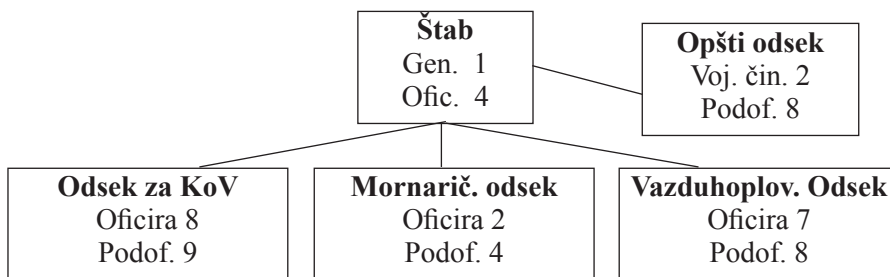 Štab
Gen. 1
Ofic. 4
Opšti odsek
Voj. čin. 2
Podof. 8
Odsek za KoV
Oficira 8
Podof. 9
Mornarič. odsek
Oficira 2
Podof. 4
Vazduhoplov. Odsek
Oficira 7
Podof. 8